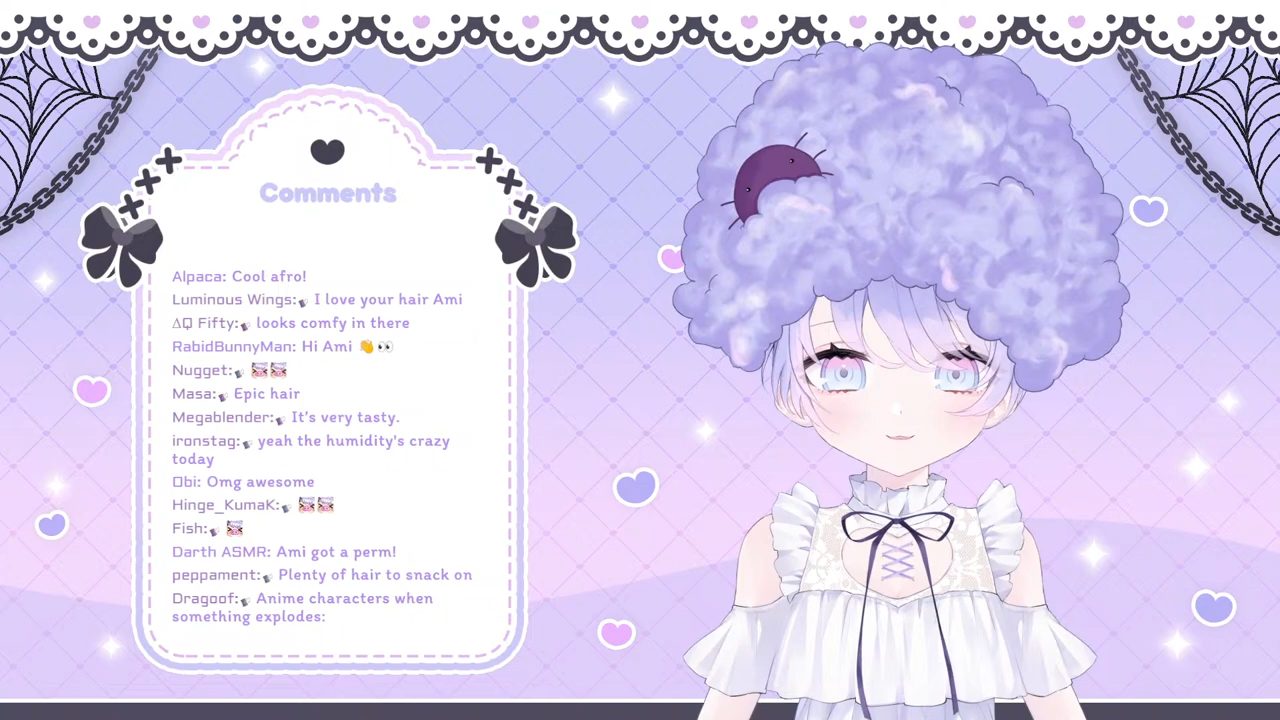 Comments
Alpaca: Cool afro!
Luminous Wings: I love your hair Ami
ΔQ Fifty: looks comfy in there
RabidBunnyMan: Hi Ami 👋👀
Nugget:
Masa: Epic hair
Megablender: It's very tasty.
ironstag: yeah the humidity's crazy
today
Obi: Omg awesome
Hinge_KumaK:
Fish:
Darth ASMR: Ami got a perm!
peppament: Plenty of hair to snack on
Dragoof: Anime characters when
something explodes: